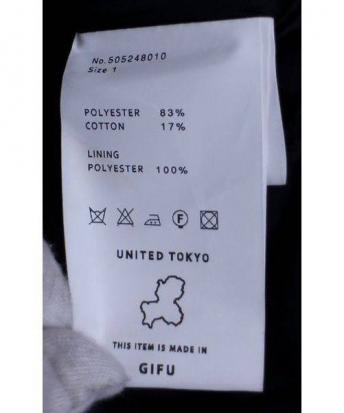 No.505248010
Size 1
POLYESTER 83%
COTTON 17%
LINING
POLYESTER 100%
F
UNITED TOKYO
THIS ITEM IS MADE IN
GIFU